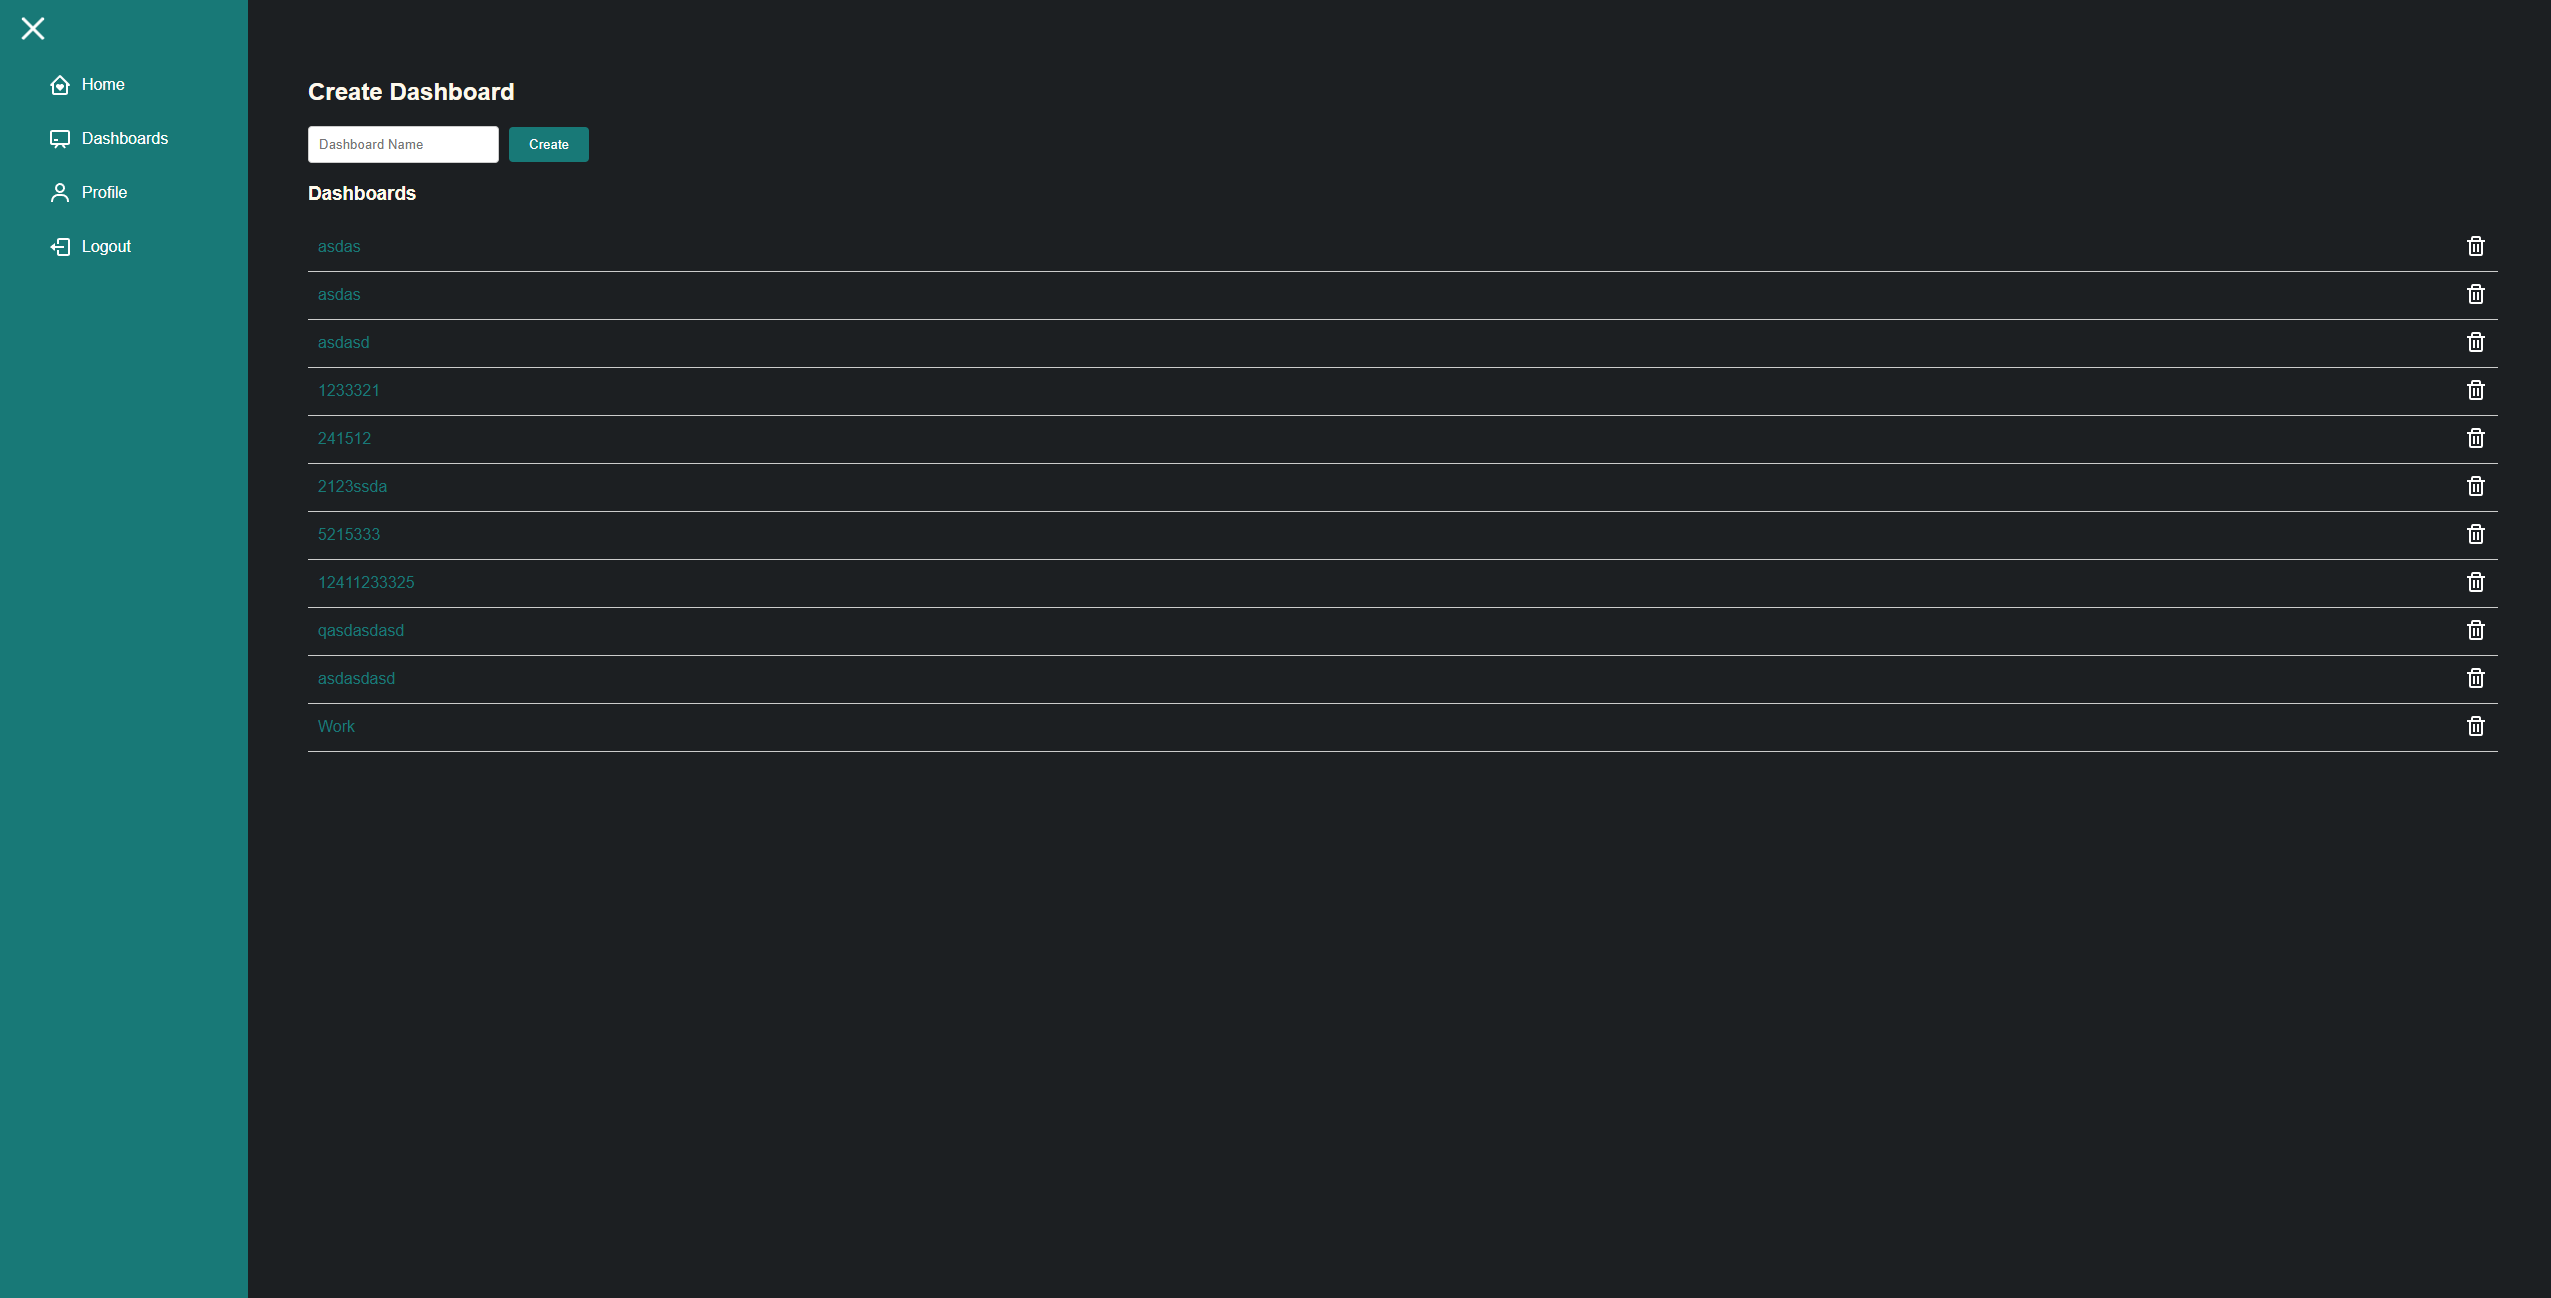 Home
Dashboards
Profile
Logout
Create Dashboard
Dashboard Name
Create
Dashboards
asdas
asdas
asdasd
1233321
241512
2123ssda
5215333
12411233325
qasdasdasd
asdasdasd
Work